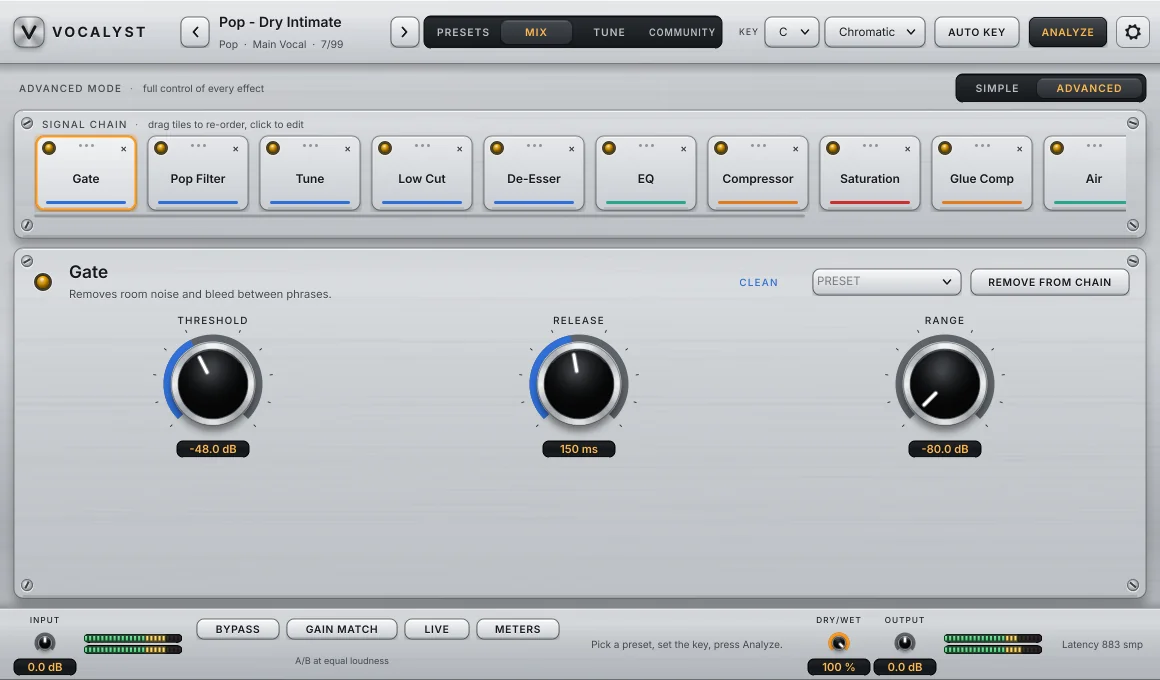 VOCALYST
Pop - Dry Intimate
Pop · Main Vocal · 7/99
PRESETS MIX TUNE COMMUNITY
KEY C Chromatic AUTO KEY ANALYZE
ADVANCED MODE · full control of every effect
SIMPLE ADVANCED
SIGNAL CHAIN · drag tiles to re-order, click to edit
Gate Pop Filter Tune Low Cut De-Esser EQ Compressor Saturation Glue Comp Air
Gate
Removes room noise and bleed between phrases.
CLEAN PRESET REMOVE FROM CHAIN
THRESHOLD RELEASE RANGE
-48.0 dB 150 ms -80.0 dB
INPUT
0.0 dB
BYPASS GAIN MATCH LIVE METERS
A/B at equal loudness
Pick a preset, set the key, press Analyze.
DRY/WET OUTPUT
100 % 0.0 dB
Latency 883 smp